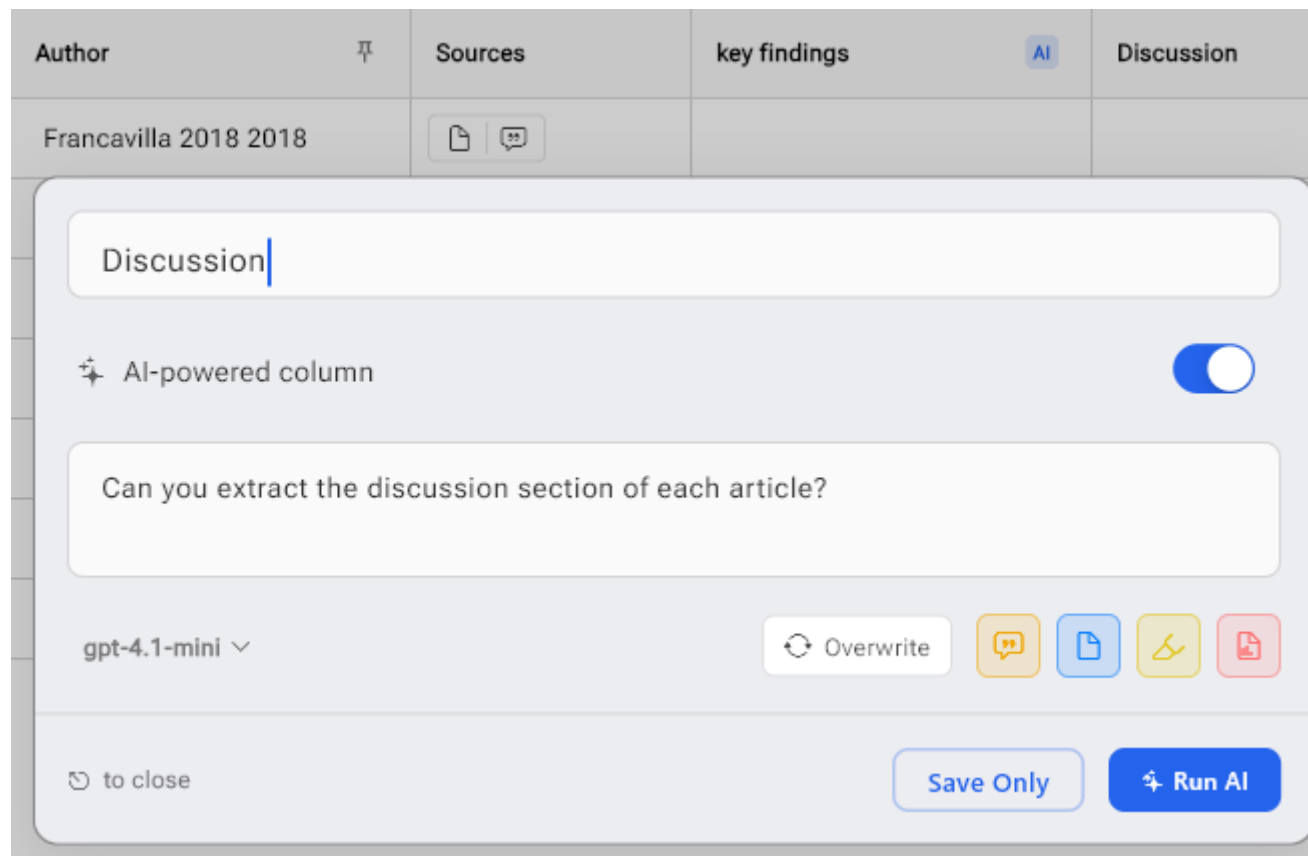 Author Sources key findings AI Discussion
Francavilla 2018 2018
Discussion
AI-powered column
Can you extract the discussion section of each article?
gpt-4.1-mini Overwrite
to close Save Only Run AI